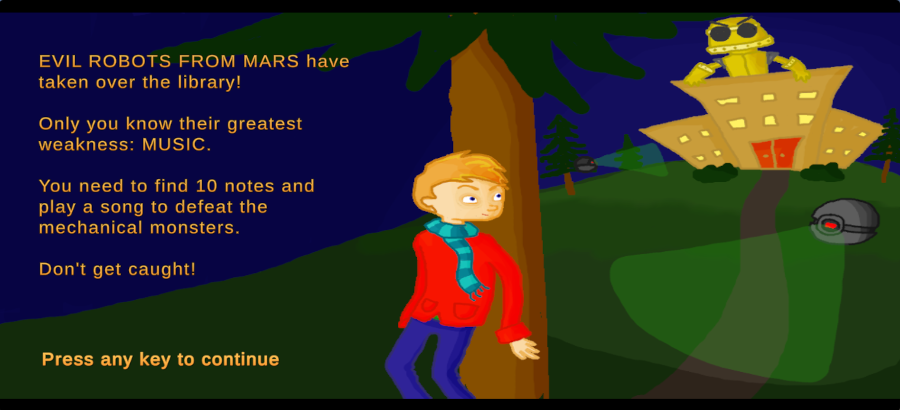 EVIL ROBOTS FROM MARS have
taken over the library!
Only you know their greatest
weakness: MUSIC.
You need to find 10 notes and
play a song to defeat the
mechanical monsters.
Don't get caught!
Press any key to continue